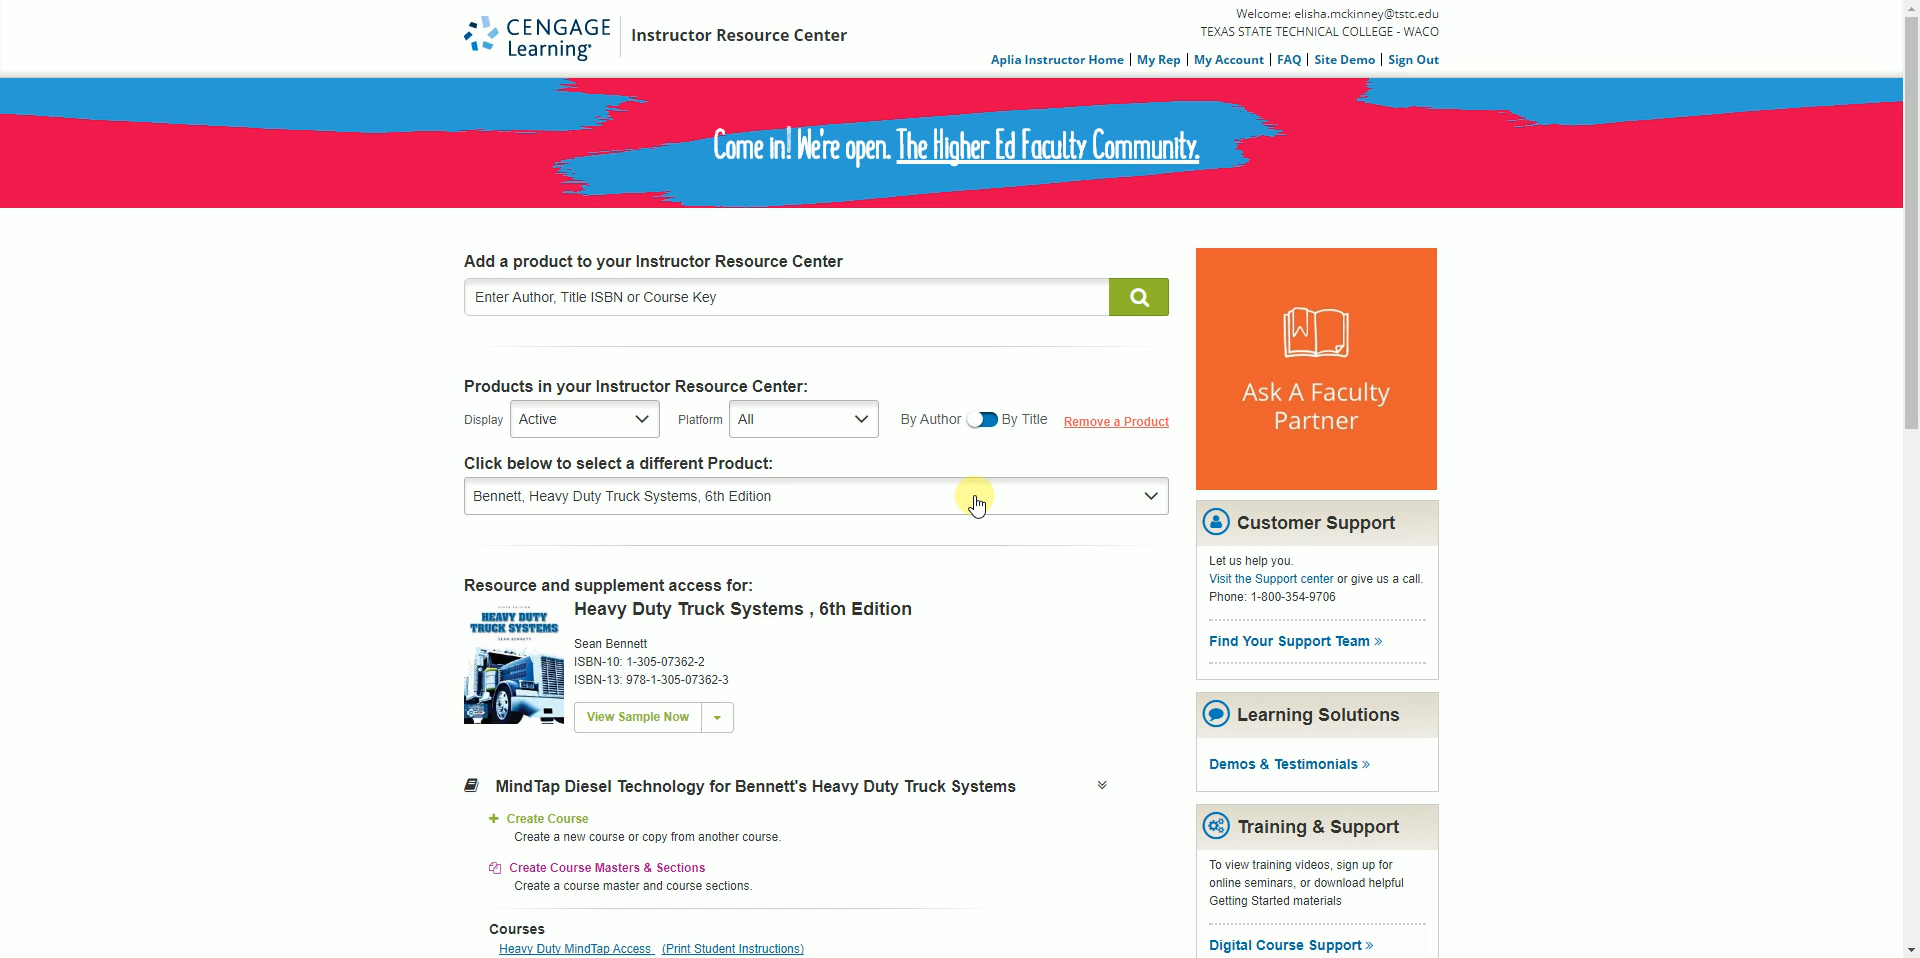 CENGAGE
Learning
Instructor Resource Center
Welcome: elisha.mckinney@tstc.edu
TEXAS STATE TECHNICAL COLLEGE - WACO
Aplia Instructor Home | My Rep | My Account | FAQ | Site Demo | Sign Out
Come in! We're open. The Higher Ed Faculty Community.
Add a product to your Instructor Resource Center
Enter Author, Title ISBN or Course Key
Products in your Instructor Resource Center:
Display Active Platform All By Author By Title Remove a Product
Click below to select a different Product:
Bennett, Heavy Duty Truck Systems, 6th Edition
Resource and supplement access for:
HEAVY DUTY
TRUCK SYSTEMS
SEAN BENNETT
Heavy Duty Truck Systems , 6th Edition
Sean Bennett
ISBN-10: 1-305-07362-2
ISBN-13: 978-1-305-07362-3
View Sample Now
MindTap Diesel Technology for Bennett's Heavy Duty Truck Systems
Create Course
Create a new course or copy from another course.
Create Course Masters & Sections
Create a course master and course sections.
Courses
Heavy Duty MindTap Access (Print Student Instructions)
Ask A Faculty
Partner
Customer Support
Let us help you.
Visit the Support center or give us a call.
Phone: 1-800-354-9706
Find Your Support Team »
Learning Solutions
Demos & Testimonials »
Training & Support
To view training videos, sign up for
online seminars, or download helpful
Getting Started materials
Digital Course Support »